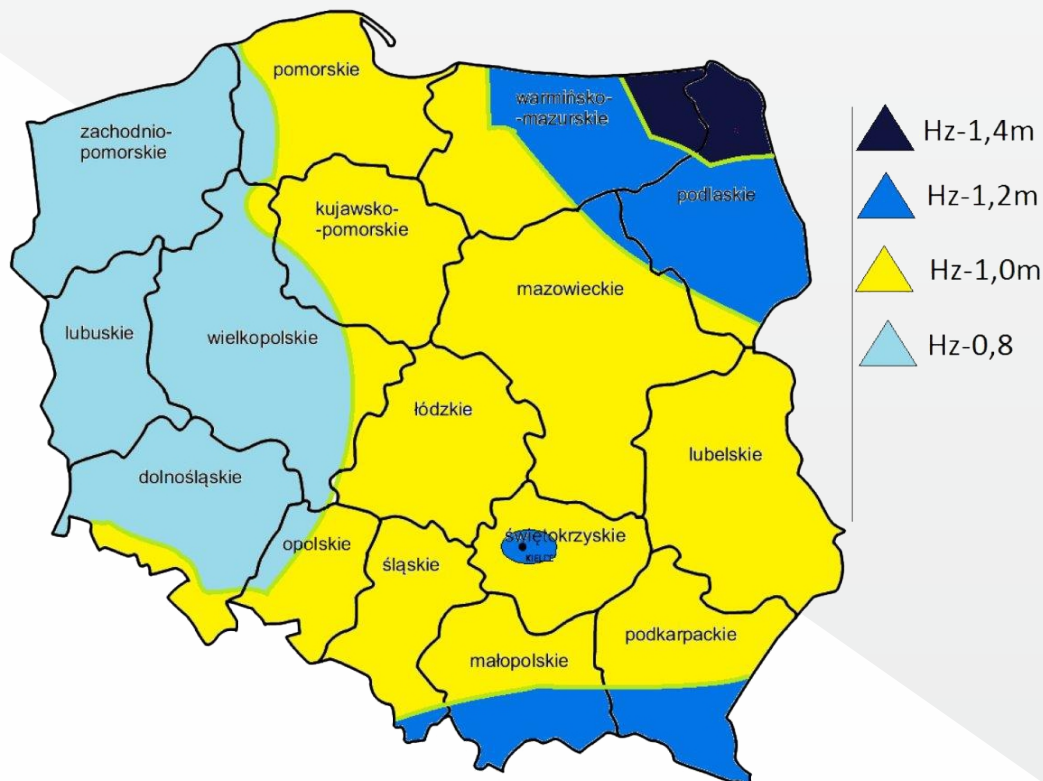 pomorskie
warmińsko-
-mazurskie
zachodnio-
pomorskie
podlaskie
kujawsko-
-pomorskie
mazowieckie
lubuskie
wielkopolskie
łódzkie
lubelskie
dolnośląskie
opolskie
śląskie
świętokrzyskie
KIELCE
podkarpackie
małopolskie
Hz-1,4m
Hz-1,2m
Hz-1,0m
Hz-0,8